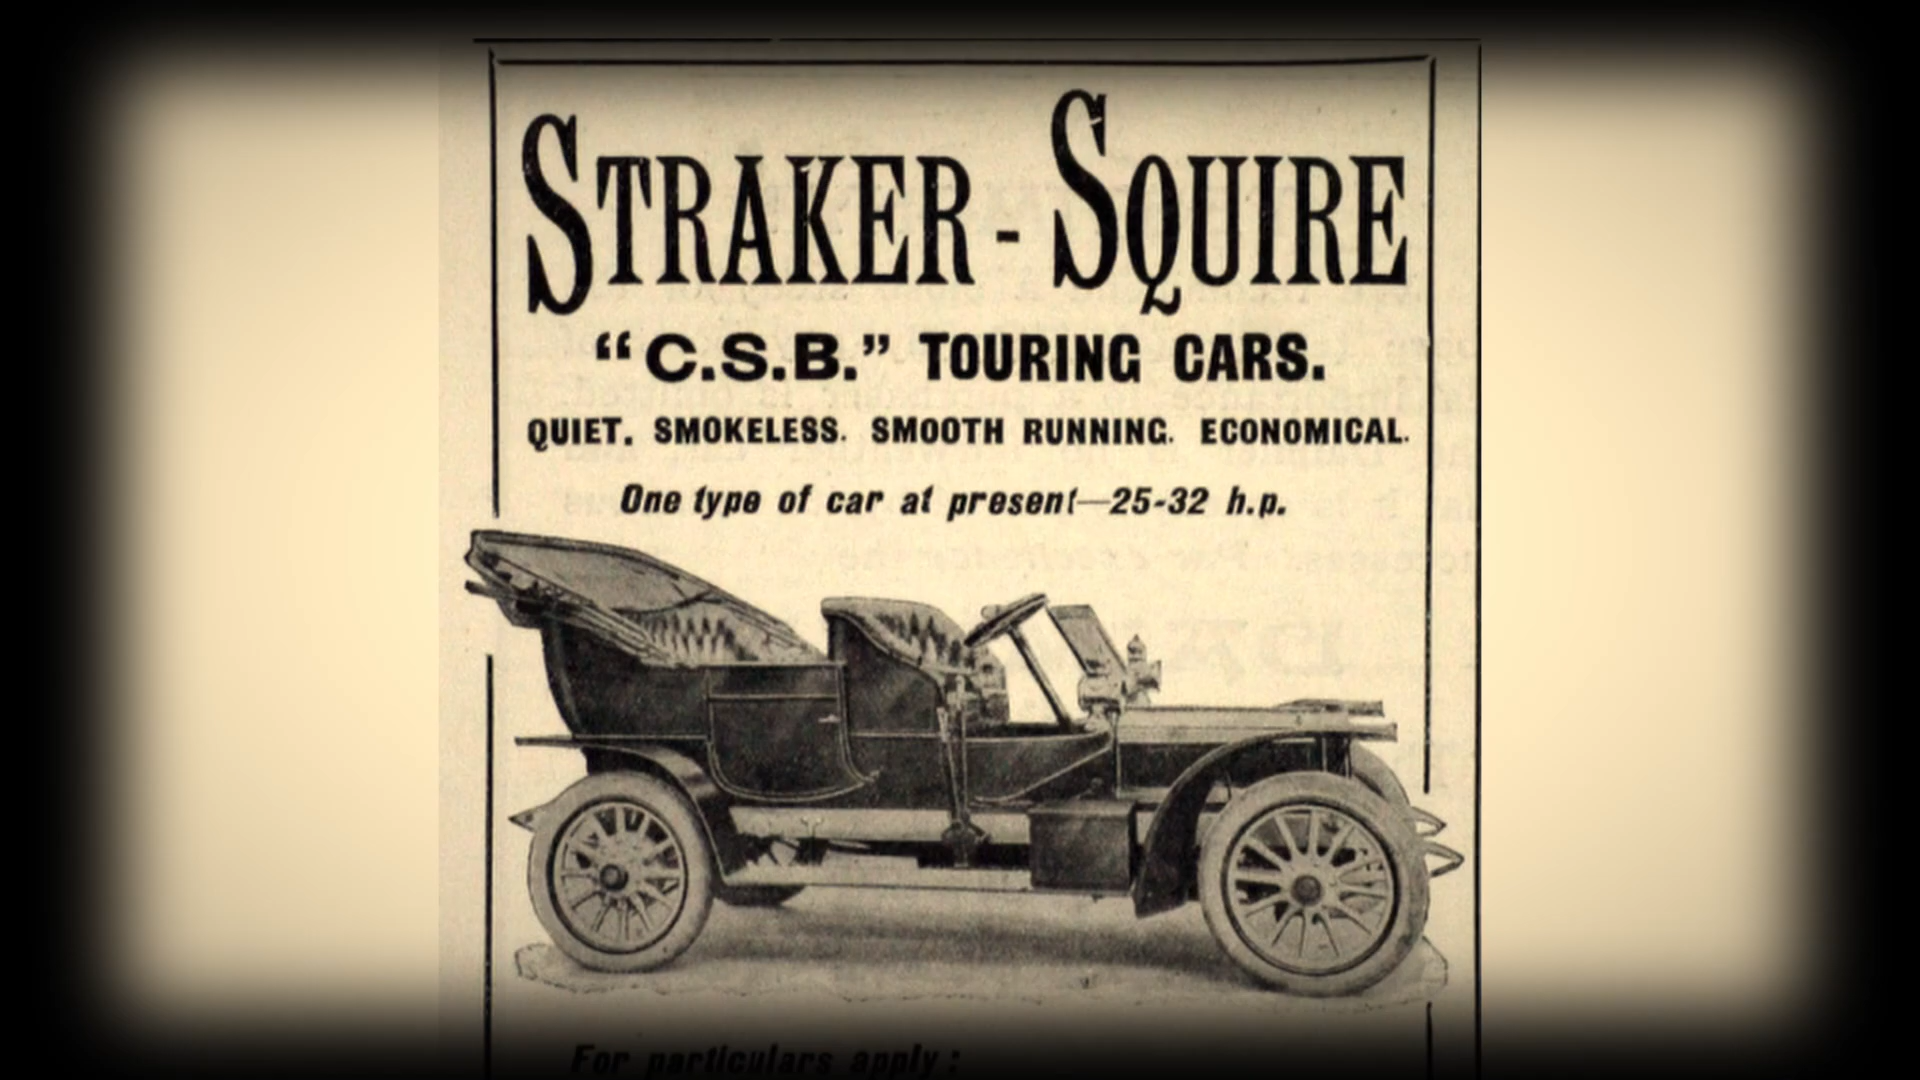 STRAKER-SQUIRE
"C.S.B." TOURING CARS.
QUIET. SMOKELESS. SMOOTH RUNNING. ECONOMICAL.
One type of car at present—25-32 h.p.
For particulars apply: